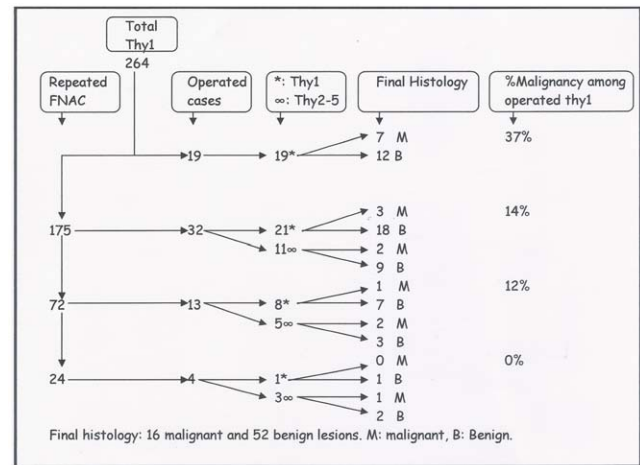 Total
Thy1
264
Repeated FNAC
Operated cases
*: Thy1
∞: Thy2-5
Final Histology
%Malignancy among operated thy1
7 M 37%
19 19* 12 B
3 M 14%
175 32 21* 18 B
11∞ 2 M
9 B
1 M 12%
72 13 8* 7 B
5∞ 2 M
3 B
0 M 0%
24 4 1* 1 B
3∞ 1 M
2 B
Final histology: 16 malignant and 52 benign lesions. M: malignant, B: Benign.